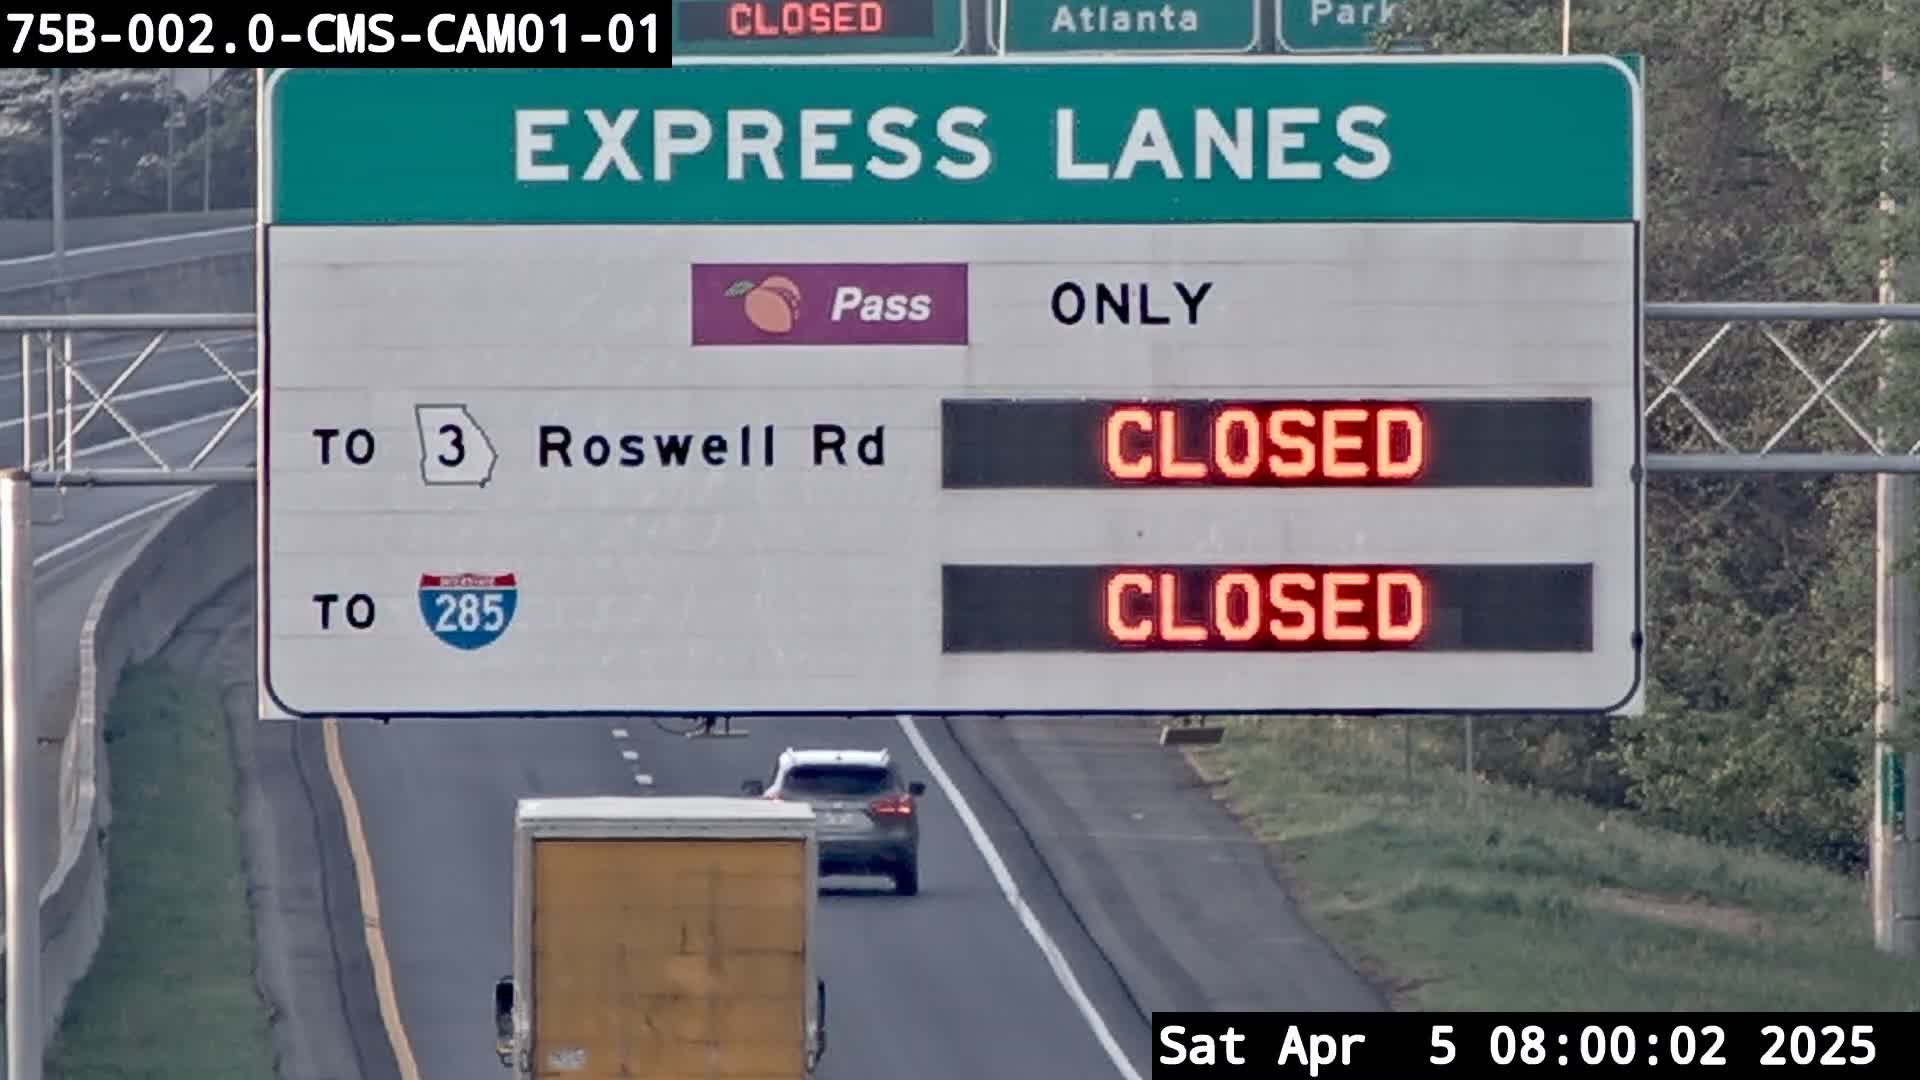 75B-002.0-CMS-CAM01-01
CLOSED
Atlanta
Park
EXPRESS LANES
Pass ONLY
TO 3 Roswell Rd CLOSED
TO 285 CLOSED
Sat Apr 5 08:00:02 2025